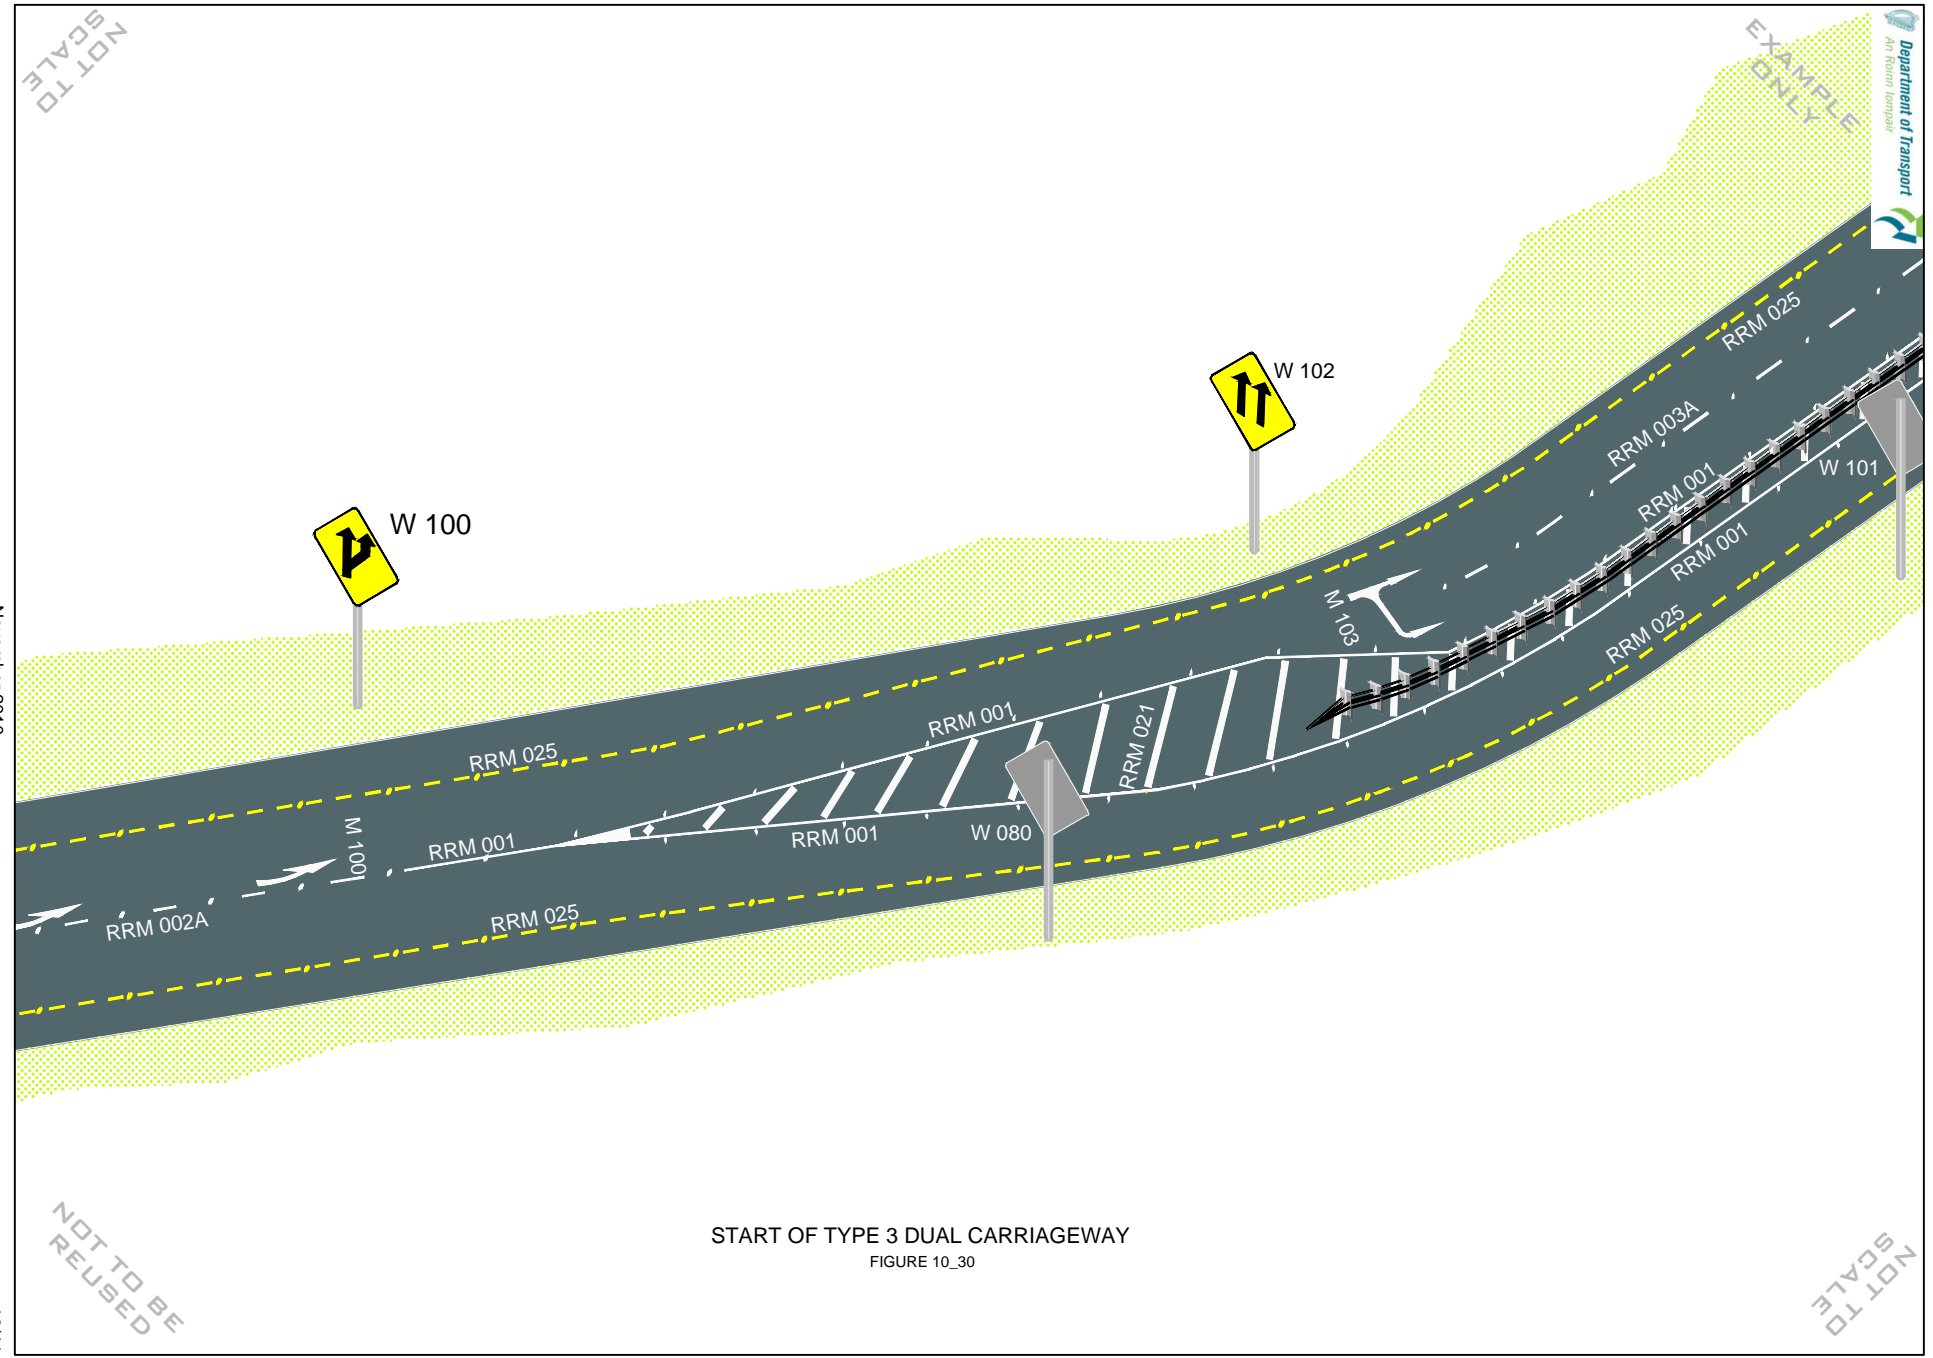 NOT TO
SCALE
EXAMPLE
ONLY
Department of Transport
An Roinn Iompair
W 102
W 100
RRM 025
RRM 003A
RRM 001
W 101
RRM 001
RRM 025
M 103
RRM 001
RRM 021
RRM 025
M 100
RRM 001
RRM 001
W 080
RRM 002A
RRM 025
NOT TO BE
REUSED
START OF TYPE 3 DUAL CARRIAGEWAY
FIGURE 10_30
NOT TO
SCALE